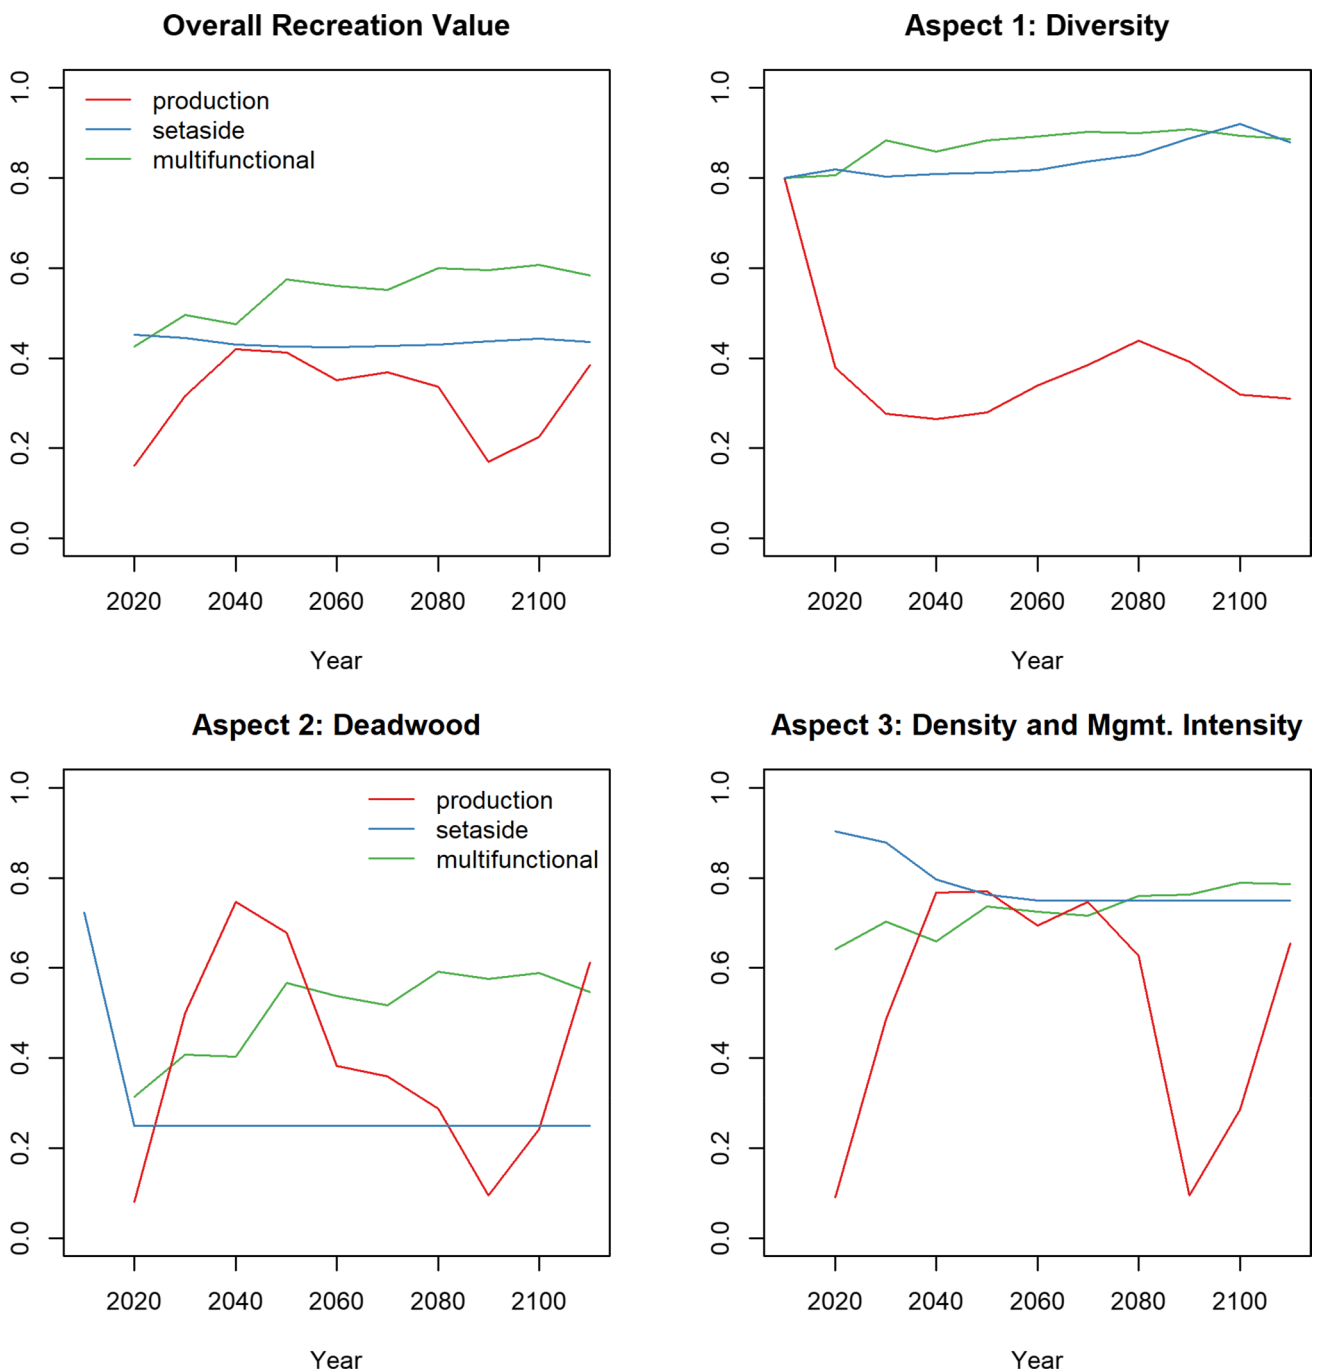 Overall Recreation Value
1.0
0.8
0.6
0.4
0.2
0.0
production
setaside
multifunctional
2020 2040 2060 2080 2100
Year
Aspect 1: Diversity
1.0
0.8
0.6
0.4
0.2
0.0
2020 2040 2060 2080 2100
Year
Aspect 2: Deadwood
1.0
0.8
0.6
0.4
0.2
0.0
production
setaside
multifunctional
2020 2040 2060 2080 2100
Year
Aspect 3: Density and Mgmt. Intensity
1.0
0.8
0.6
0.4
0.2
0.0
2020 2040 2060 2080 2100
Year